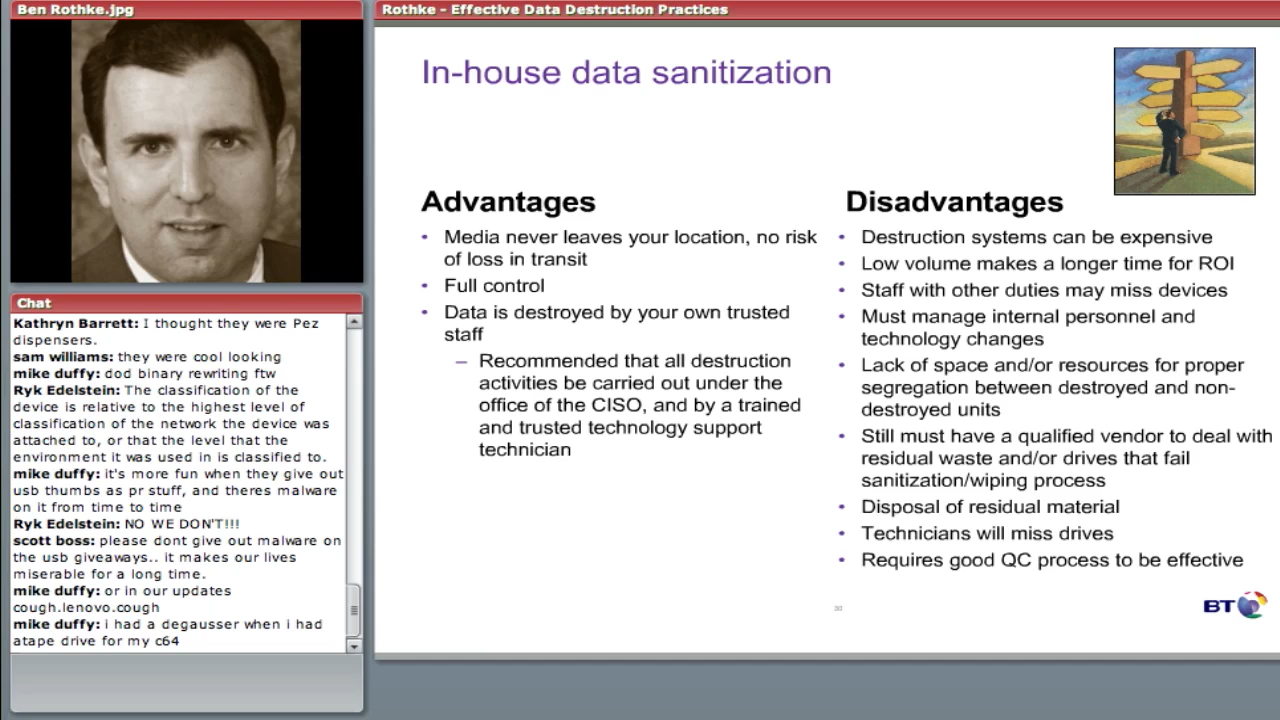 Ben Rothke.jpg
Chat
Kathryn Barrett: I thought they were Pez
dispensers.
sam williams: they were cool looking
mike duffy: dod binary rewriting ftw
Ryk Edelstein: The classification of the
device is relative to the highest level of
classification of the network the device was
attached to, or that the level that the
environment it was used in is classified to.
mike duffy: it's more fun when they give out
usb thumbs as pr stuff, and theres malware
on it from time to time
Ryk Edelstein: NO WE DON'T!!!
scott boss: please dont give out malware on
the usb giveaways.. it makes our lives
miserable for a long time.
mike duffy: or in our updates
cough.lenovo.cough
mike duffy: i had a degausser when i had
atape drive for my c64
Rothke - Effective Data Destruction Practices
In-house data sanitization
Advantages
• Media never leaves your location, no risk
of loss in transit
• Full control
• Data is destroyed by your own trusted
staff
– Recommended that all destruction
activities be carried out under the
office of the CISO, and by a trained
and trusted technology support
technician
Disadvantages
• Destruction systems can be expensive
• Low volume makes a longer time for ROI
• Staff with other duties may miss devices
• Must manage internal personnel and
technology changes
• Lack of space and/or resources for proper
segregation between destroyed and non-
destroyed units
• Still must have a qualified vendor to deal with
residual waste and/or drives that fail
sanitization/wiping process
• Disposal of residual material
• Technicians will miss drives
• Requires good QC process to be effective
BT